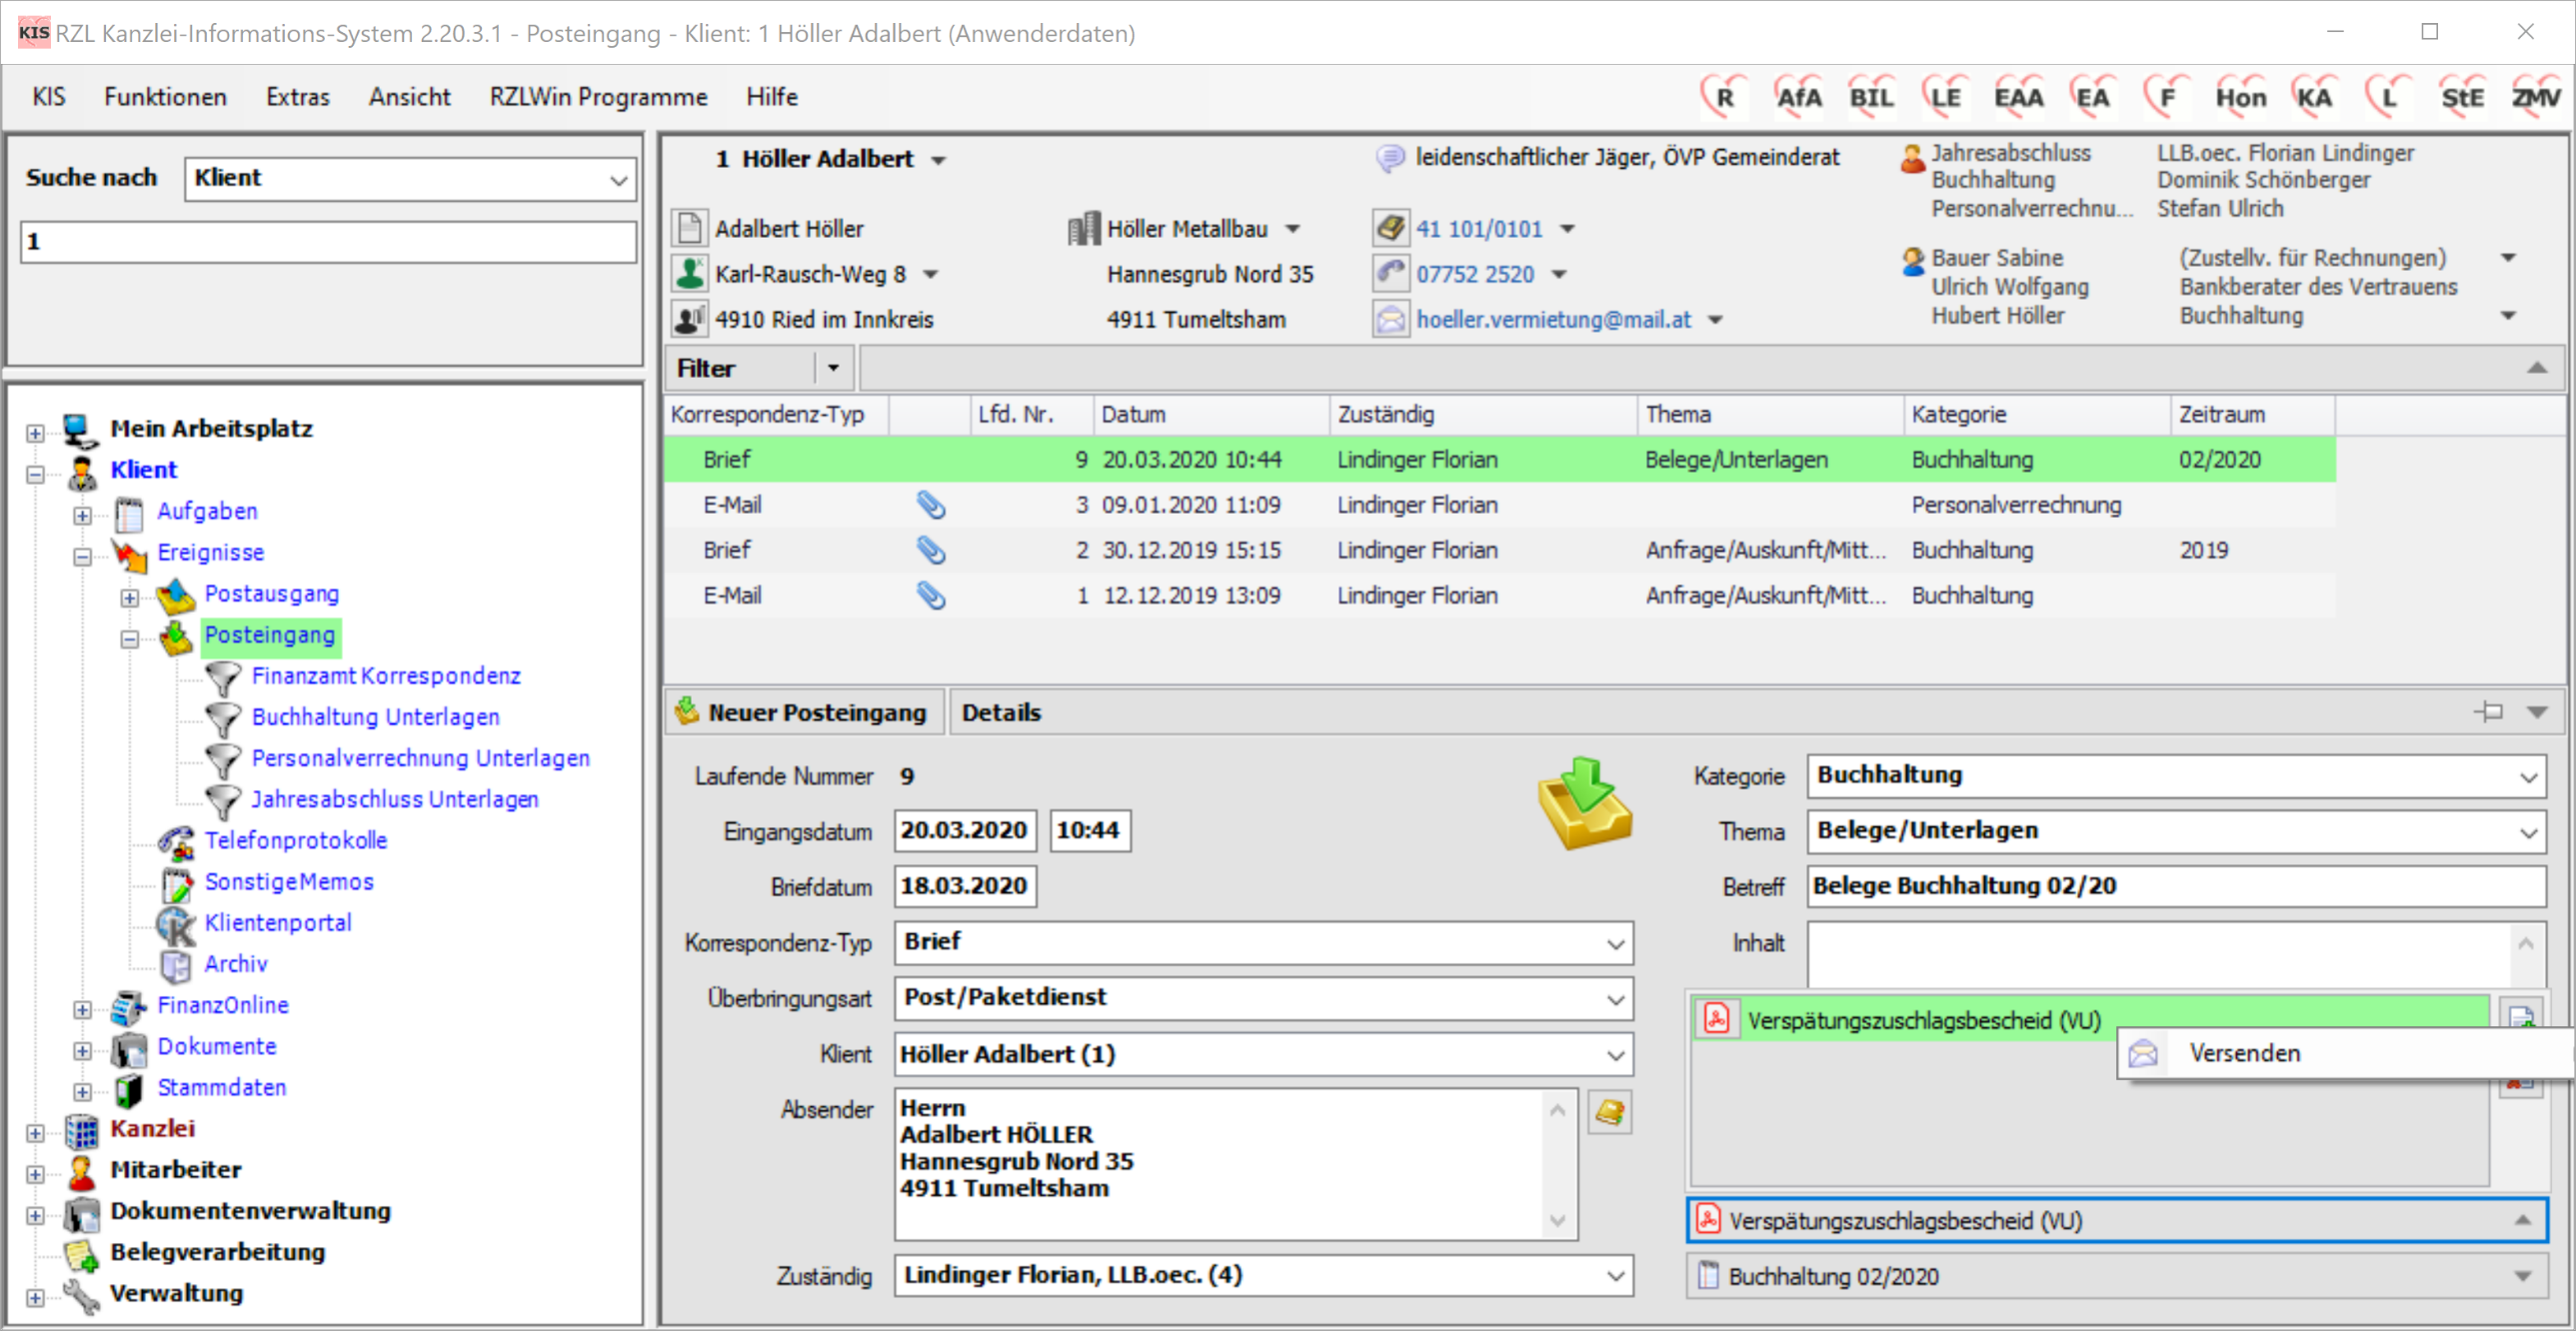 KIS RZL Kanzlei-Informations-System 2.20.3.1 - Posteingang - Klient: 1 Höller Adalbert (Anwenderdaten)
KIS Funktionen Extras Ansicht RZLWin Programme Hilfe R AfA BIL LE EAA EA F Hon KA L StE ZMV
Suche nach Klient
1
Mein Arbeitsplatz
Klient
Aufgaben
Ereignisse
Postausgang
Posteingang
Finanzamt Korrespondenz
Buchhaltung Unterlagen
Personalverrechnung Unterlagen
Jahresabschluss Unterlagen
Telefonprotokolle
Sonstige Memos
Klientenportal
Archiv
FinanzOnline
Dokumente
Stammdaten
Kanzlei
Mitarbeiter
Dokumentenverwaltung
Belegverarbeitung
Verwaltung
1 Höller Adalbert
leidenschaftlicher Jäger, ÖVP Gemeinderat
Jahresabschluss LLB.oec. Florian Lindinger
Buchhaltung Dominik Schönberger
Personalverrechnu... Stefan Ulrich
Adalbert Höller Höller Metallbau 41 101/0101
Karl-Rausch-Weg 8 Hannesgrub Nord 35 07752 2520
4910 Ried im Innkreis 4911 Tumeltsham hoeller.vermietung@mail.at
Bauer Sabine (Zustellv. für Rechnungen)
Ulrich Wolfgang Bankberater des Vertrauens
Hubert Höller Buchhaltung
Filter
Korrespondenz-Typ Lfd. Nr. Datum Zuständig Thema Kategorie Zeitraum
Brief 9 20.03.2020 10:44 Lindinger Florian Belege/Unterlagen Buchhaltung 02/2020
E-Mail 3 09.01.2020 11:09 Lindinger Florian Personalverrechnung
Brief 2 30.12.2019 15:15 Lindinger Florian Anfrage/Auskunft/Mitt... Buchhaltung 2019
E-Mail 1 12.12.2019 13:09 Lindinger Florian Anfrage/Auskunft/Mitt... Buchhaltung
Neuer Posteingang Details
Laufende Nummer 9
Eingangsdatum 20.03.2020 10:44
Briefdatum 18.03.2020
Korrespondenz-Typ Brief
Überbringungsart Post/Paketdienst
Klient Höller Adalbert (1)
Absender Herrn
Adalbert HÖLLER
Hannesgrub Nord 35
4911 Tumeltsham
Zuständig Lindinger Florian, LLB.oec. (4)
Kategorie Buchhaltung
Thema Belege/Unterlagen
Betreff Belege Buchhaltung 02/20
Inhalt
Verspätungszuschlagsbescheid (VU)
Versenden
Verspätungszuschlagsbescheid (VU)
Buchhaltung 02/2020